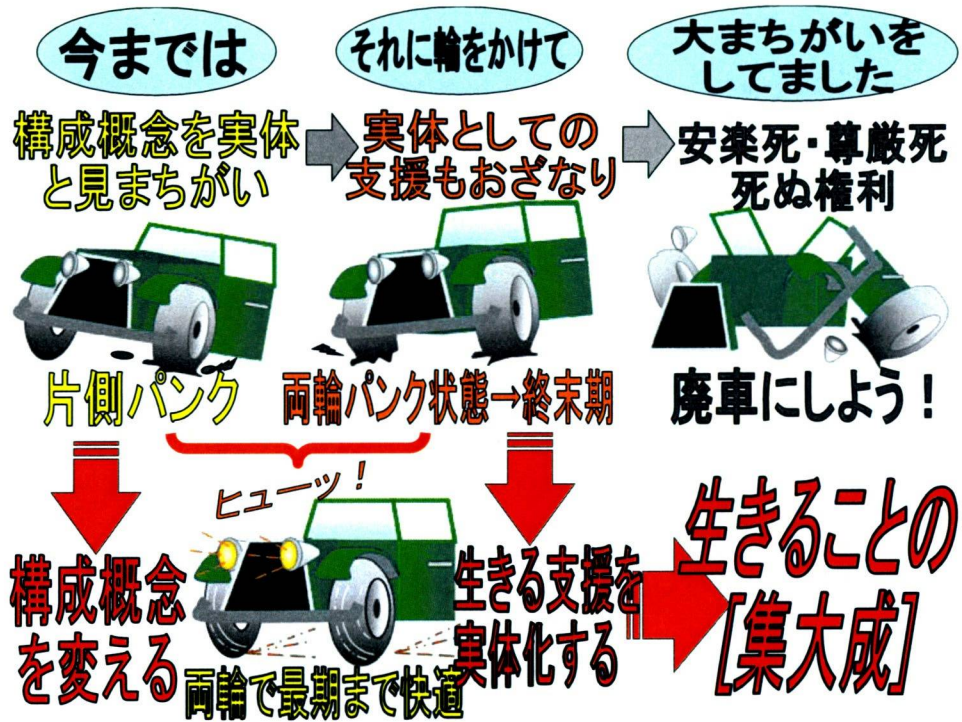 今までは
それに輪をかけて
大まちがいを
してました
構成概念を実体
と見まちがい
実体としての
支援もおざなり
安楽死・尊厳死
死ぬ権利
片側パンク
両輪パンク状態→終末期
廃車にしよう！
ヒューッ！
構成概念
を変える
両輪で最期まで快適
生きる支援を
実体化する
生きることの
［集大成］